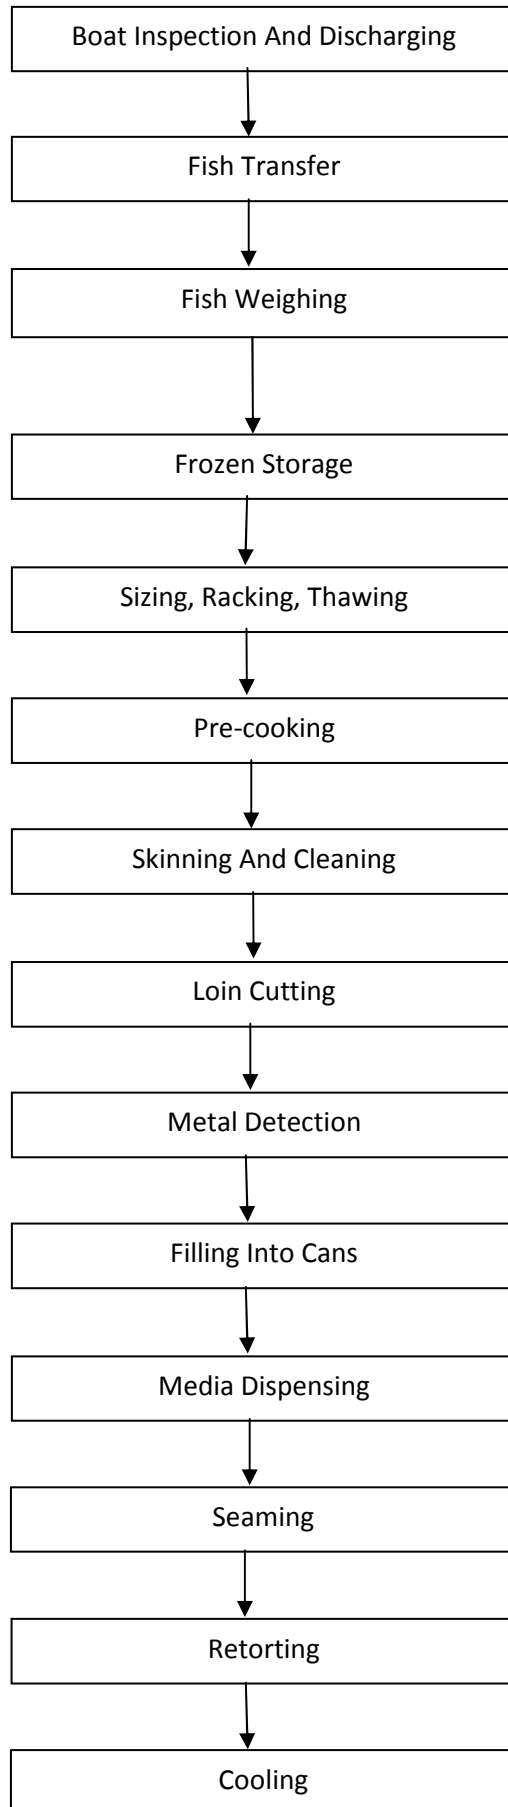 Boat Inspection And Discharging
Fish Transfer
Fish Weighing
Frozen Storage
Sizing, Racking, Thawing
Pre-cooking
Skinning And Cleaning
Loin Cutting
Metal Detection
Filling Into Cans
Media Dispensing
Seaming
Retorting
Cooling